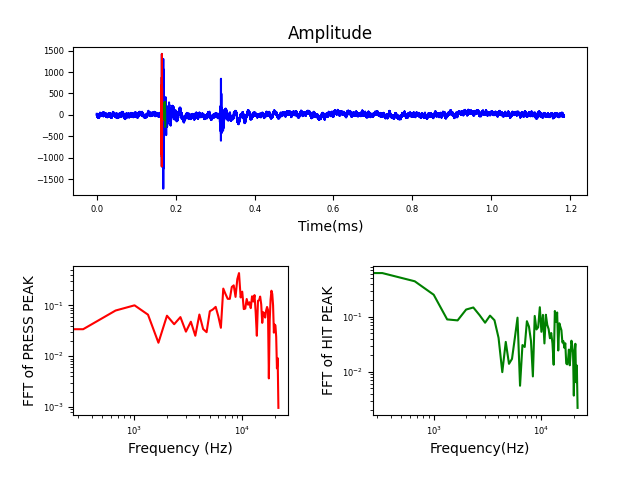 Amplitude
1500
1000
500
0
−500
−1000
−1500
0.0 0.2 0.4 0.6 0.8 1.0 1.2
Time(ms)
FFT of PRESS PEAK
10⁻¹
10⁻²
10⁻³
10³ 10⁴
Frequency (Hz)
FFT of HIT PEAK
10⁻¹
10⁻²
10³ 10⁴
Frequency(Hz)